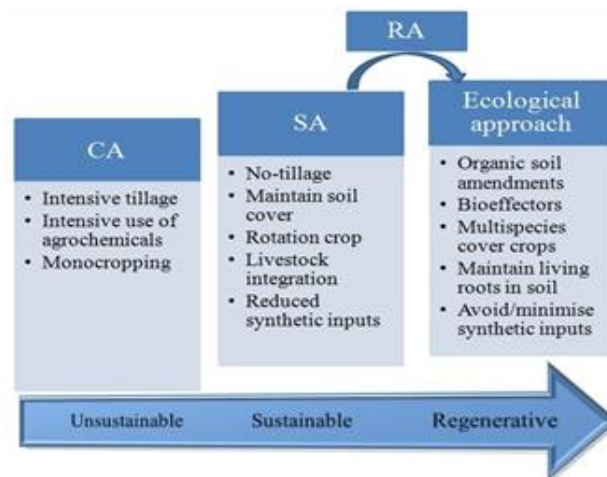 RA
CA
• Intensive tillage
• Intensive use of
agrochemicals
• Monocropping
SA
• No-tillage
• Maintain soil
cover
• Rotation crop
• Livestock
integration
• Reduced
synthetic inputs
Ecological
approach
• Organic soil
amendments
• Bioeffectors
• Multispecies
cover crops
• Maintain living
roots in soil
• Avoid/minimise
synthetic inputs
Unsustainable
Sustainable
Regenerative